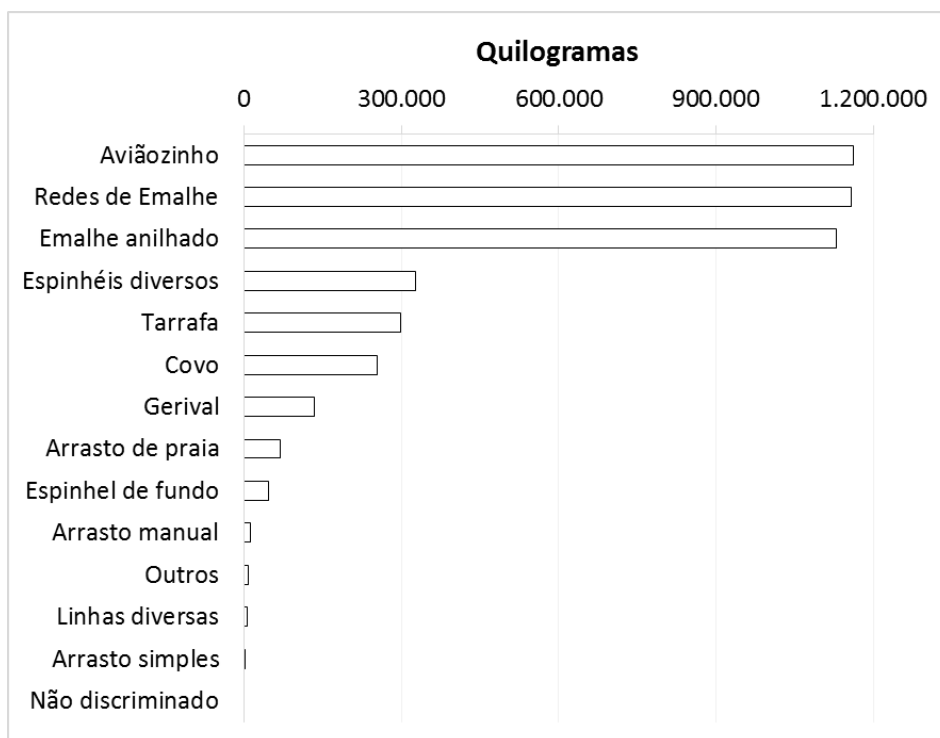 Quilogramas
0 300.000 600.000 900.000 1.200.000
Aviãozinho
Redes de Emalhe
Emalhe anilhado
Espinhéis diversos
Tarrafa
Covo
Gerival
Arrasto de praia
Espinhel de fundo
Arrasto manual
Outros
Linhas diversas
Arrasto simples
Não discriminado